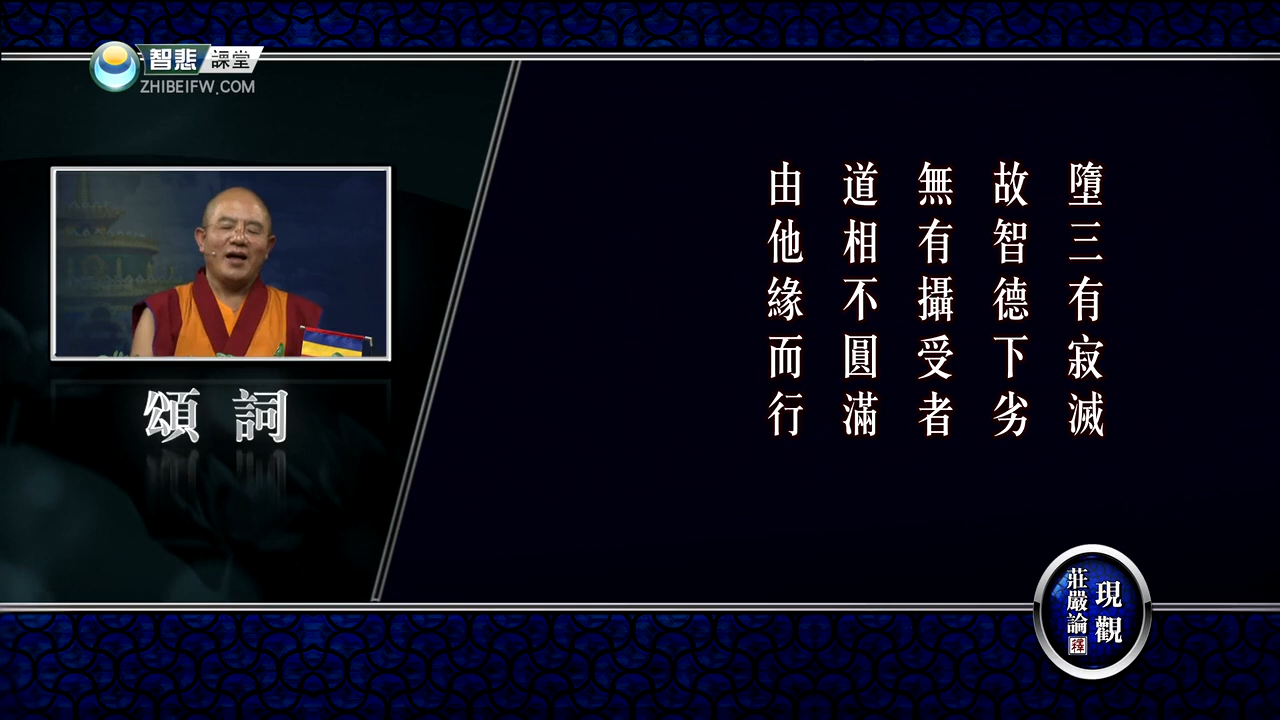 智悲課堂
ZHIBEIFW.COM
墮三有寂滅
故智德下劣
無有攝受者
道相不圓滿
由他緣而行
頌詞
現觀
莊嚴論釋